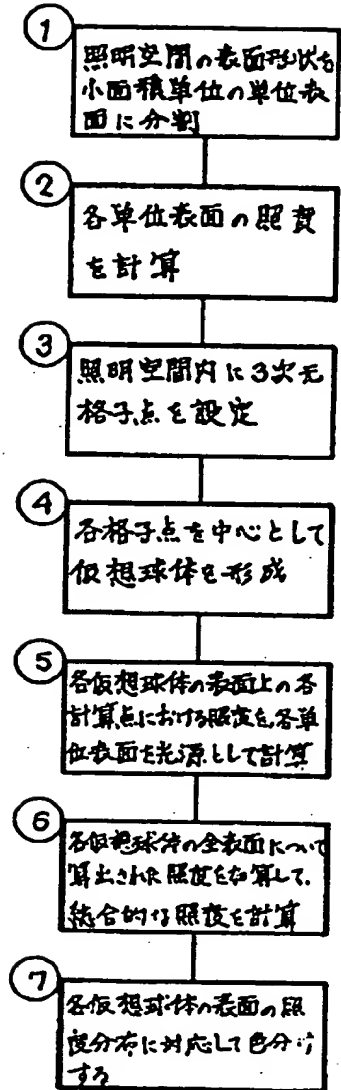 ①
照明空間の表面形状を
小面積単位の単位表
面に分割
②
各単位表面の照度
を計算
③
照明空間内に3次元
格子点を設定
④
各格子点を中心として
仮想球体を形成
⑤
各仮想球体の表面上の各
計算点における照度を、各単
位表面を光源として計算
⑥
各仮想球体の全表面について
算出された照度を加算して、
統合的な照度を計算
⑦
各仮想球体の表面の照
度分布に対応して色分け
する